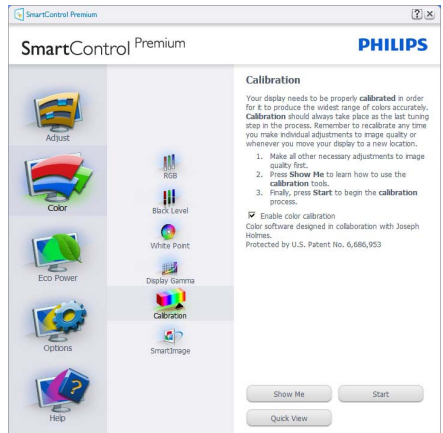 SmartControl Premium
SmartControl Premium
PHILIPS
Adjust
Color
Eco Power
Options
Help
RGB
Black Level
White Point
Display Gamma
Calibration
SmartImage
Calibration
Your display needs to be properly calibrated in order
for it to produce the widest range of colors accurately.
Calibration should always take place as the last tuning
step in the process. Remember to recalibrate any time
you make individual adjustments to image quality or
whenever you move your display to a new location.
1. Make all other necessary adjustments to image
quality first.
2. Press Show Me to learn how to use the
calibration tools.
3. Finally, press Start to begin the calibration
process.
Enable color calibration
Color software designed in collaboration with Joseph
Holmes.
Protected by U.S. Patent No. 6,686,953
Show Me
Start
Quick View